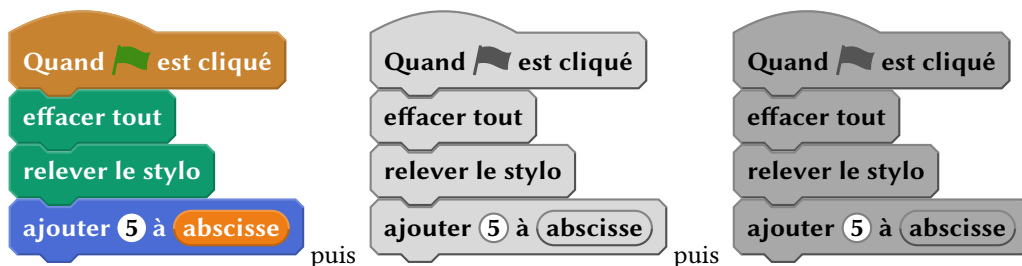 Quand est cliqué Quand est cliqué Quand est cliqué
effacer tout effacer tout effacer tout
relever le stylo relever le stylo relever le stylo
ajouter 5 à abscisse puis ajouter 5 à abscisse puis ajouter 5 à abscisse